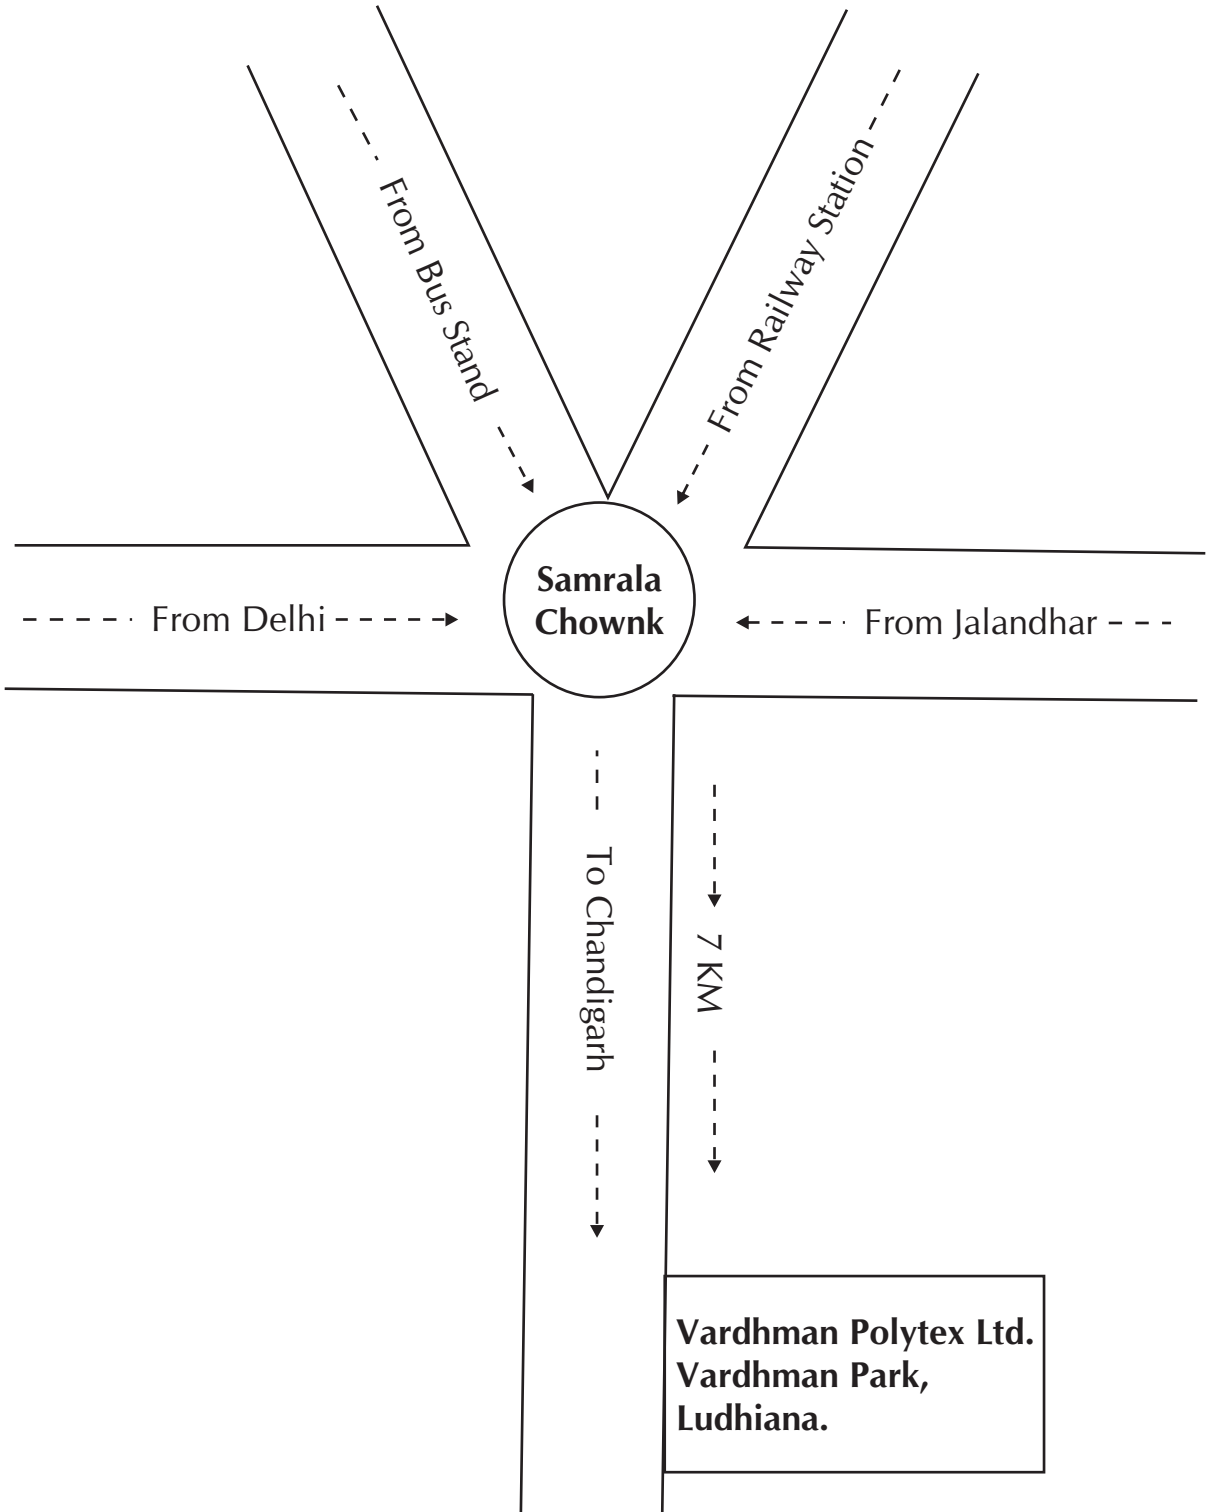 From Bus Stand
From Railway Station
Samrala
Chownk
From Delhi
From Jalandhar
To Chandigarh
7 KM
Vardhman Polytex Ltd.
Vardhman Park,
Ludhiana.